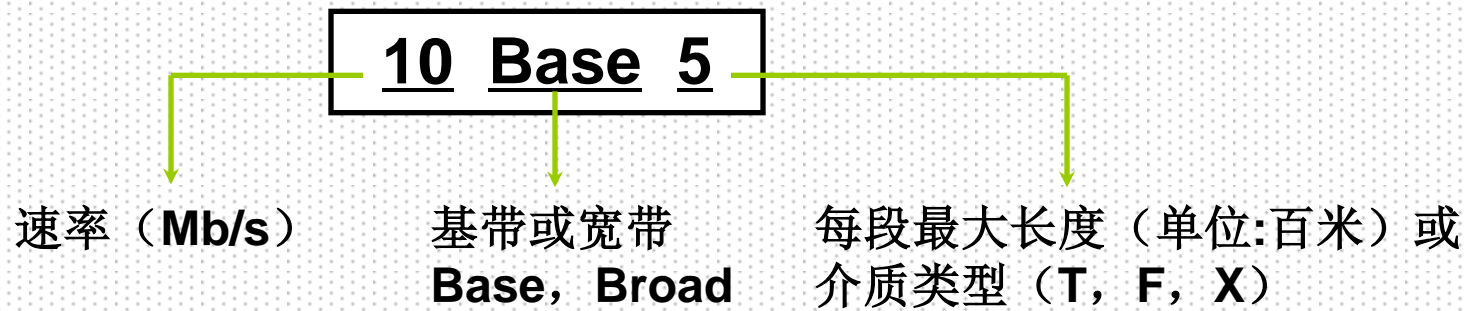 10 Base 5
速率（Mb/s）
基带或宽带
Base，Broad
每段最大长度（单位:百米）或
介质类型（T，F，X）